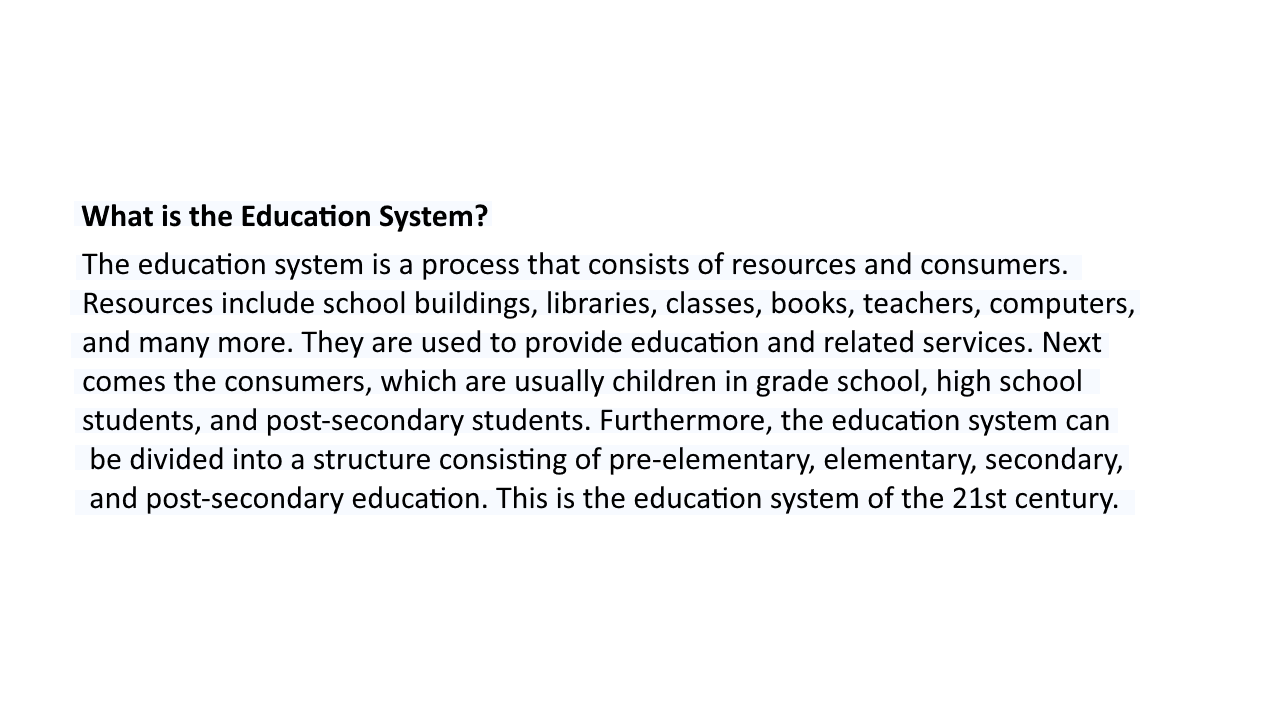 What is the Education System?
The education system is a process that consists of resources and consumers.
Resources include school buildings, libraries, classes, books, teachers, computers,
and many more. They are used to provide education and related services. Next
comes the consumers, which are usually children in grade school, high school
students, and post-secondary students. Furthermore, the education system can
be divided into a structure consisting of pre-elementary, elementary, secondary,
and post-secondary education. This is the education system of the 21st century.